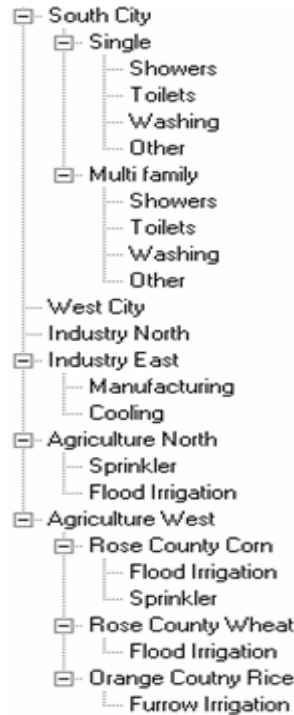 South City
Single
Showers
Toilets
Washing
Other
Multi family
Showers
Toilets
Washing
Other
West City
Industry North
Industry East
Manufacturing
Cooling
Agriculture North
Sprinkler
Flood Irrigation
Agriculture West
Rose County Corn
Flood Irrigation
Sprinkler
Rose County Wheat
Flood Irrigation
Orange Coutny Rice
Furrow Irrigation